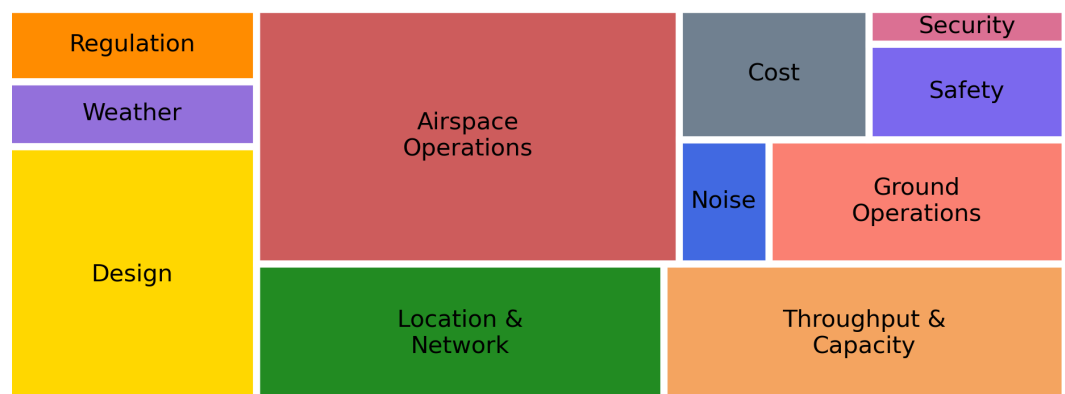 Regulation
Weather
Design
Airspace
Operations
Location &
Network
Cost
Security
Safety
Noise
Ground
Operations
Throughput &
Capacity